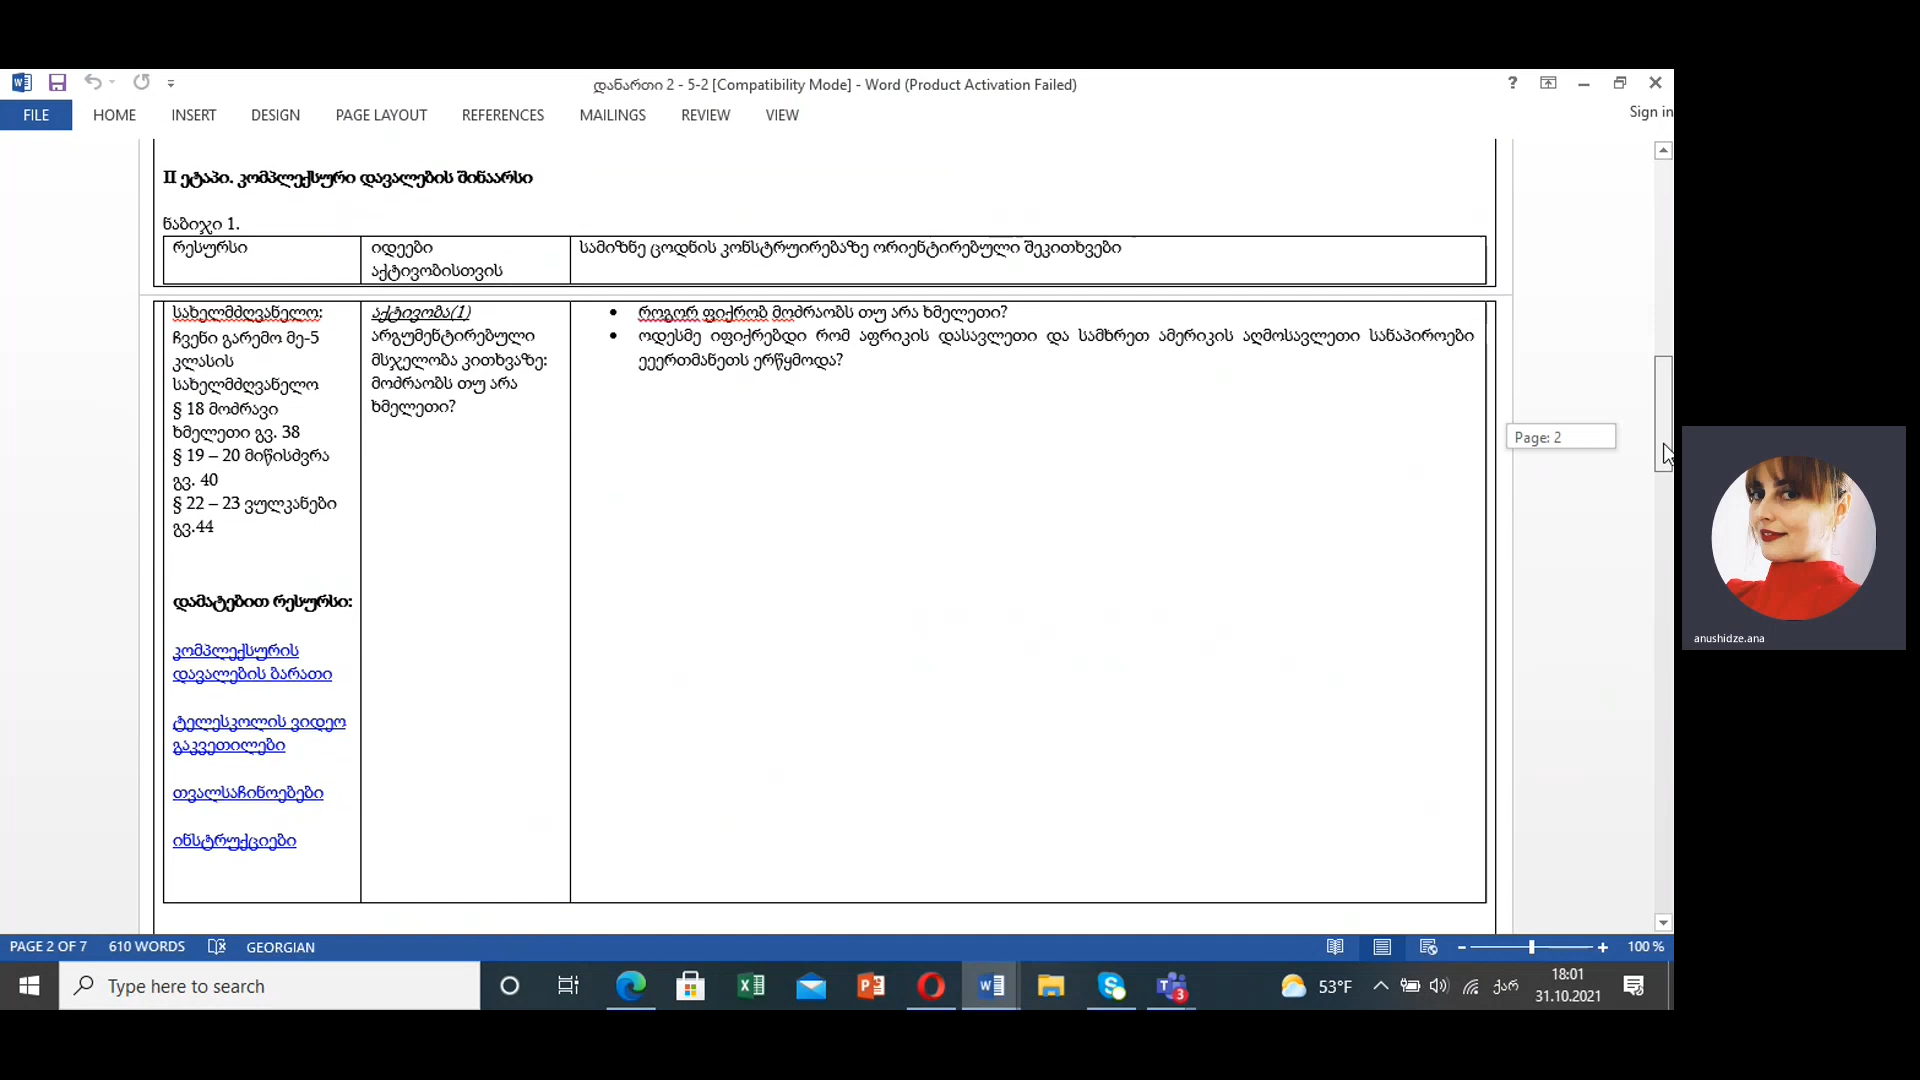 დანართი 2 - 5-2 [Compatibility Mode] - Word (Product Activation Failed)
?
FILE HOME INSERT DESIGN PAGE LAYOUT REFERENCES MAILINGS REVIEW VIEW
Sign in
II ეტაპი. კომპლექსური დავალების შინაარსი
ნაბიჯი 1.
რესურსი
იდეები
აქტივობისთვის
სამიზნე ცოდნის კონსტრუირებაზე ორიენტირებული შეკითხვები
სახელმძღვანელო:
ჩვენი გარემო მე-5
კლასის
სახელმძღვანელო
§ 18 მოძრავი
ხმელეთი გვ. 38
§ 19 – 20 მიწისძვრა
გვ. 40
§ 22 – 23 ვულკანები
გვ.44
დამატებით რესურსი:
კომპლექსურის
დავალების ბარათი
ტელესკოლის ვიდეო
გაკვეთილები
თვალსაჩინოებები
ინსტრუქციები
აქტივობა(1)
არგუმენტირებული
მსჯელობა კითხვაზე:
მოძრაობს თუ არა
ხმელეთი?
• როგორ ფიქრობ მოძრაობს თუ არა ხმელეთი?
• ოდესმე იფიქრებდი რომ აფრიკის დასავლეთი და სამხრეთ ამერიკის აღმოსავლეთი სანაპიროები
ეეერთმანეთს ერწყმოდა?
Page: 2
anushidze.ana
PAGE 2 OF 7 610 WORDS GEORGIAN
100 %
Type here to search
3
53°F
ქარ
18:01
31.10.2021